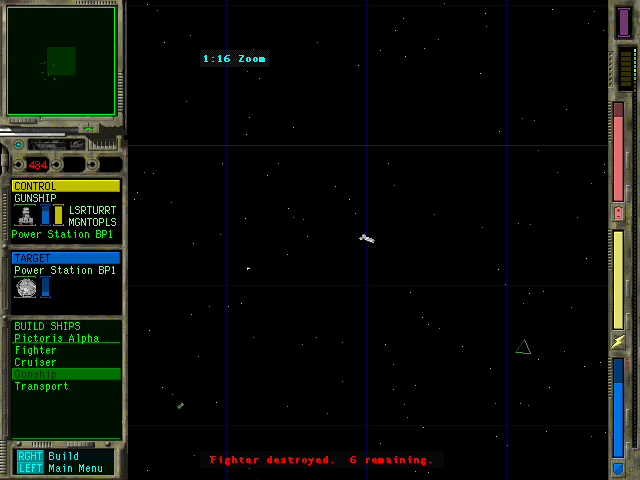 1:16 Zoom
484
CONTROL
GUNSHIP
LSRTURRT
MGNTOPLS
Power Station BP1
TARGET
Power Station BP1
BUILD SHIPS
Pictoris Alpha
Fighter
Cruiser
Gunship
Transport
RGHT Build
LEFT Main Menu
Fighter destroyed. 6 remaining.